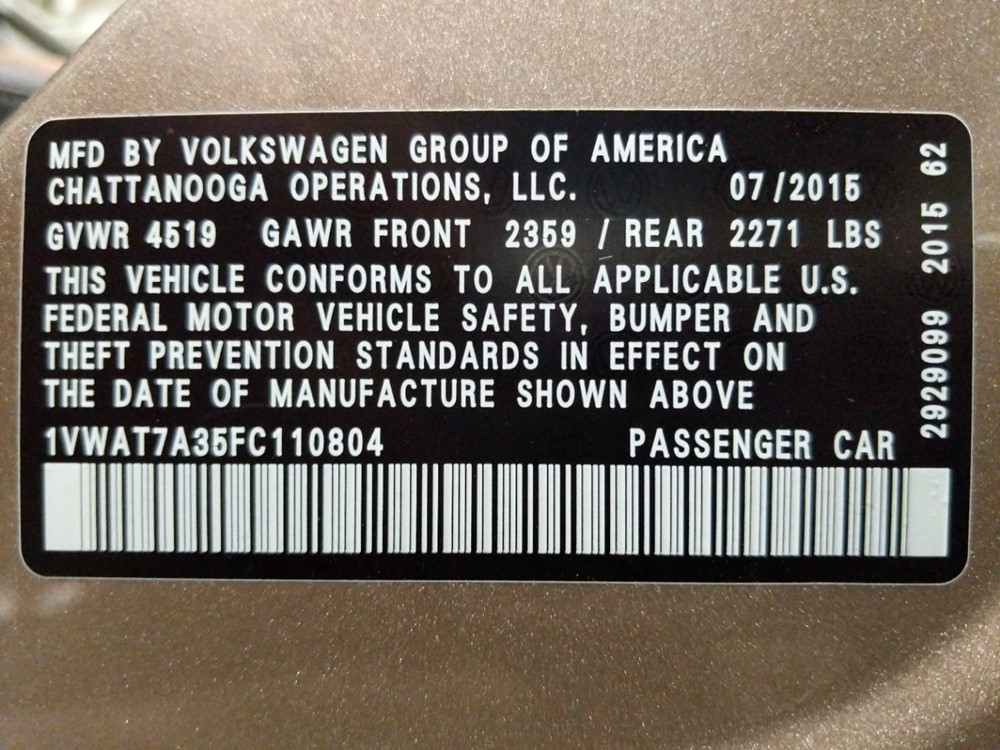 MFD BY VOLKSWAGEN GROUP OF AMERICA
CHATTANOOGA OPERATIONS, LLC. 07/2015
GVWR 4519 GAWR FRONT 2359 / REAR 2271 LBS
THIS VEHICLE CONFORMS TO ALL APPLICABLE U.S.
FEDERAL MOTOR VEHICLE SAFETY, BUMPER AND
THEFT PREVENTION STANDARDS IN EFFECT ON
THE DATE OF MANUFACTURE SHOWN ABOVE
1VWAT7A35FC110804 PASSENGER CAR
2929099 2015 62